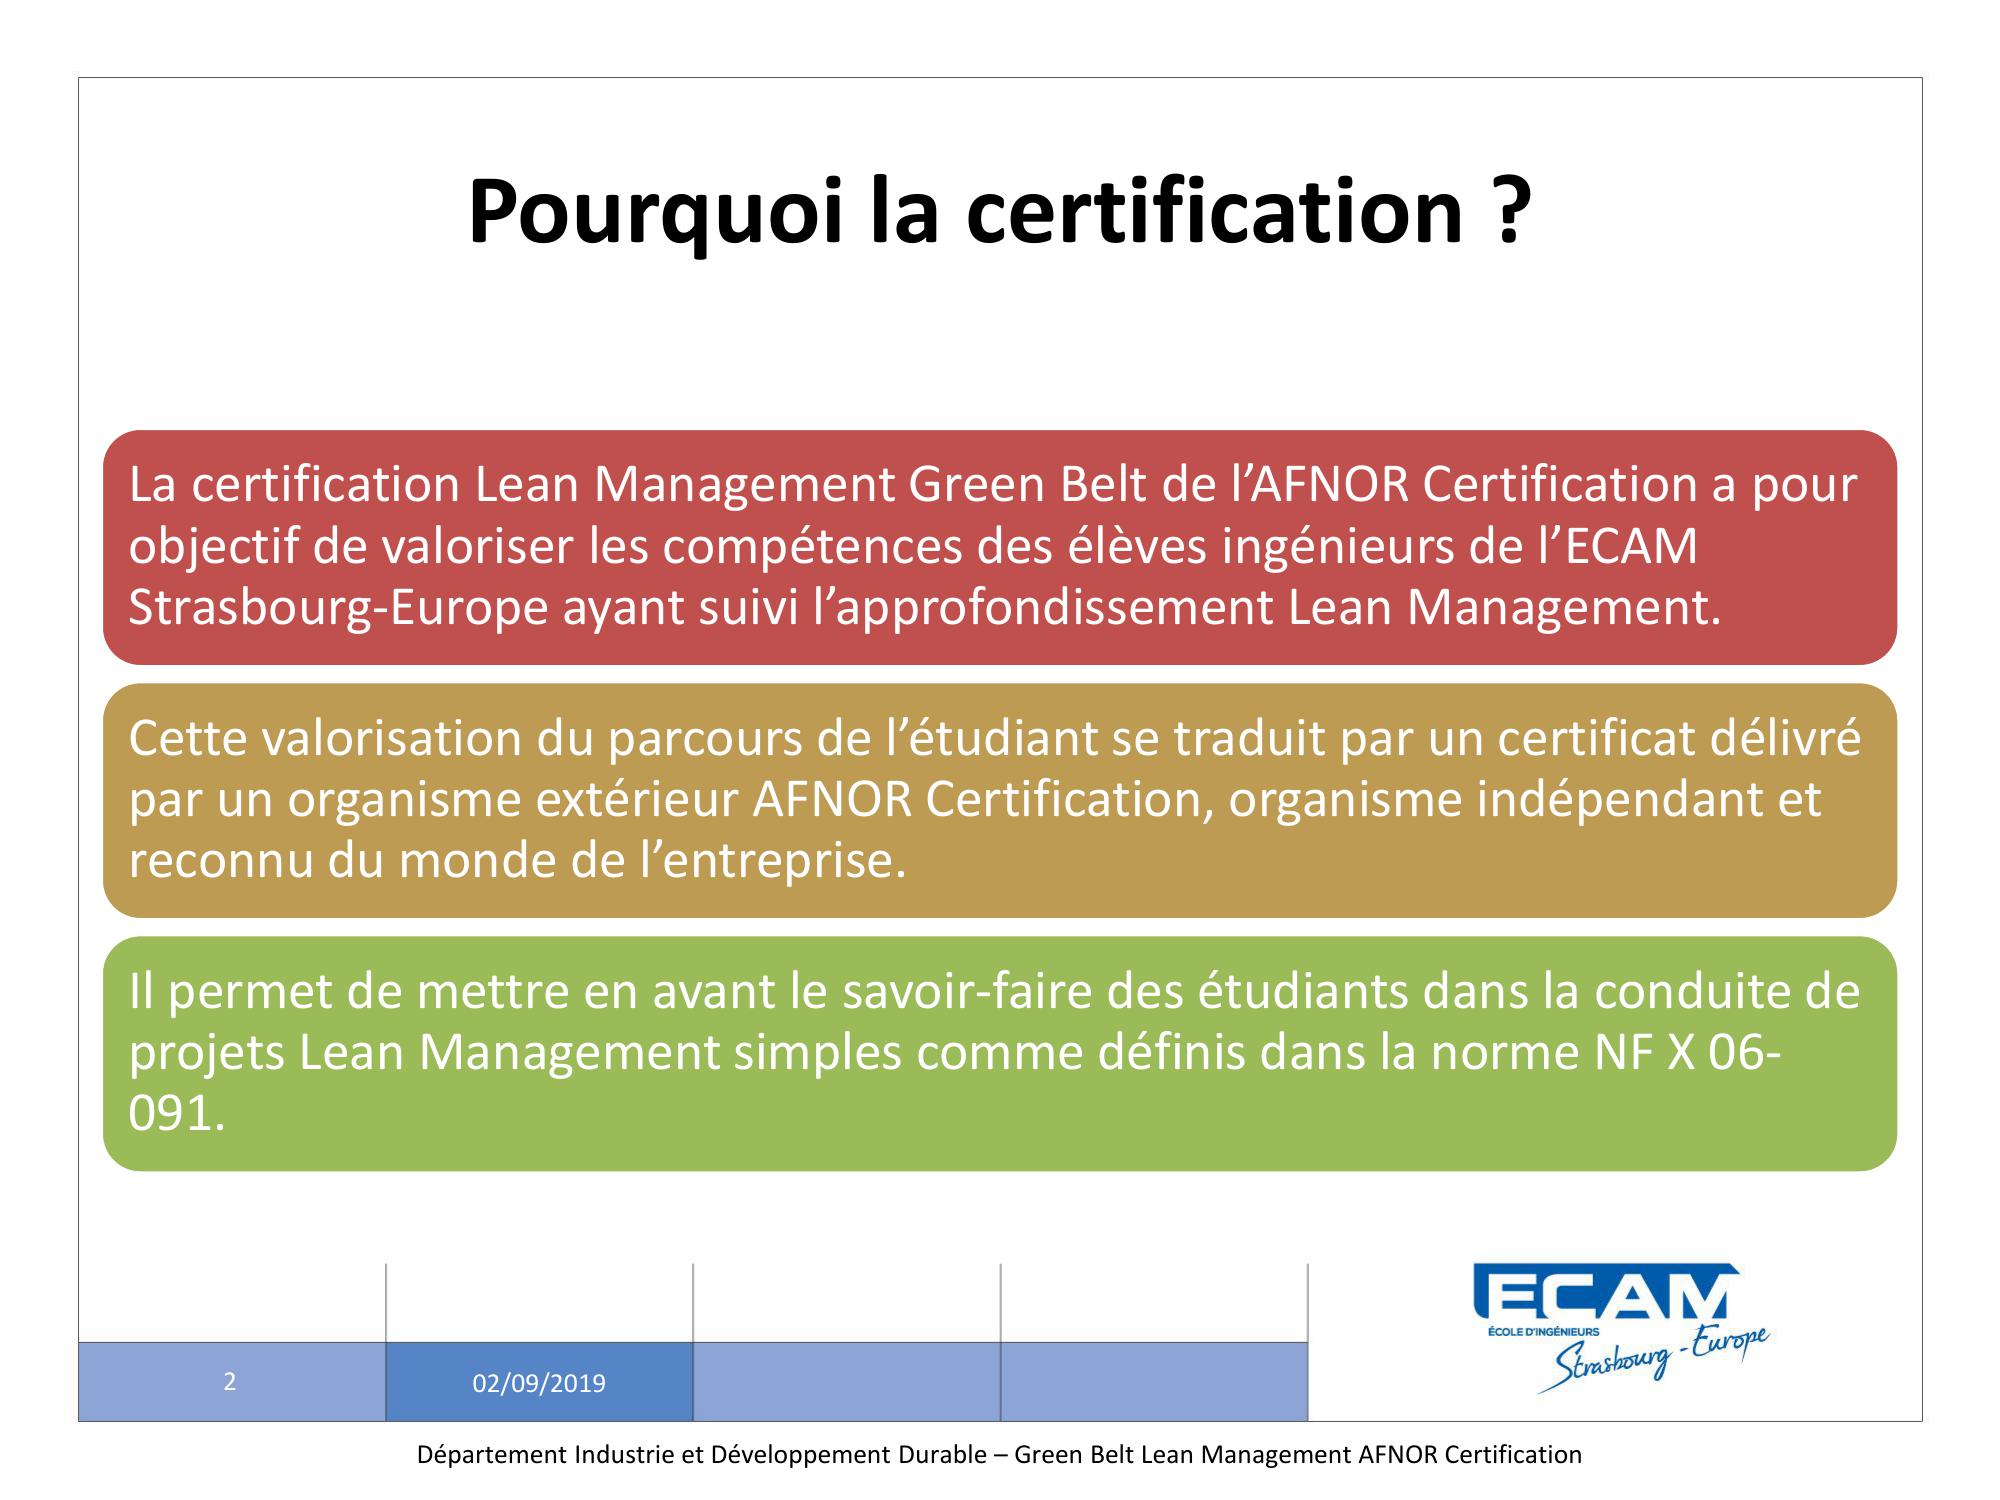 Pourquoi la certification ?
La certification Lean Management Green Belt de l’AFNOR Certification a pour
objectif de valoriser les compétences des élèves ingénieurs de l’ECAM
Strasbourg-Europe ayant suivi l’approfondissement Lean Management.
Cette valorisation du parcours de l’étudiant se traduit par un certificat délivré
par un organisme extérieur AFNOR Certification, organisme indépendant et
reconnu du monde de l’entreprise.
Il permet de mettre en avant le savoir-faire des étudiants dans la conduite de
projets Lean Management simples comme définis dans la norme NF X 06-
091.
ECAM
ÉCOLE D'INGÉNIEURS
Strasbourg - Europe
2
02/09/2019
Département Industrie et Développement Durable – Green Belt Lean Management AFNOR Certification